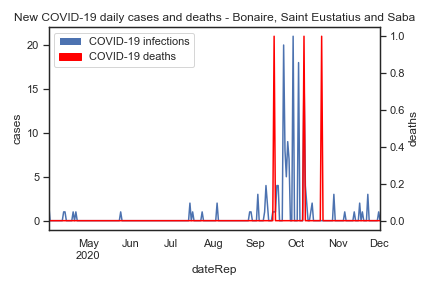 New COVID-19 daily cases and deaths - Bonaire, Saint Eustatius and Saba
COVID-19 infections
COVID-19 deaths
20
15
10
5
0
cases
1.0
0.8
0.6
0.4
0.2
0.0
deaths
May Jun Jul Aug Sep Oct Nov Dec
2020
dateRep